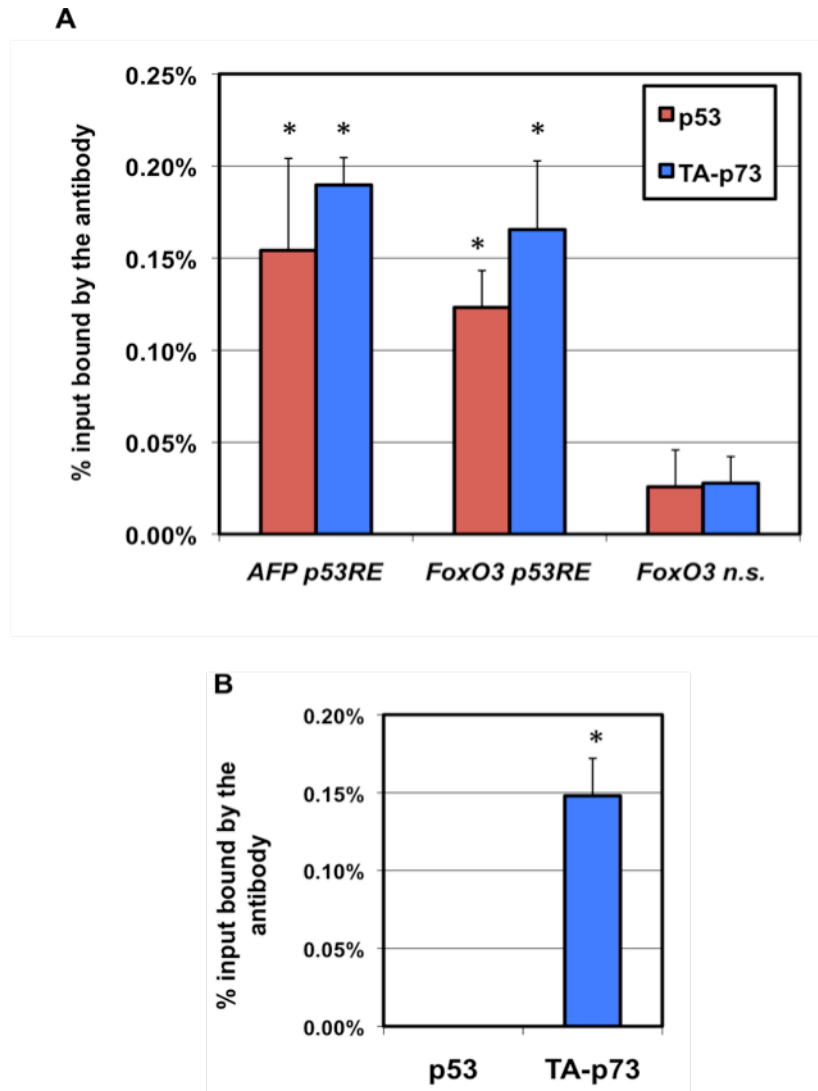 A
% input bound by the antibody
0.25%
0.20%
0.15%
0.10%
0.05%
0.00%
* *
* *
p53
TA-p73
AFP p53RE FoxO3 p53RE FoxO3 n.s.
B
% input bound by the
antibody
0.20%
0.15%
0.10%
0.05%
0.00%
*
p53 TA-p73